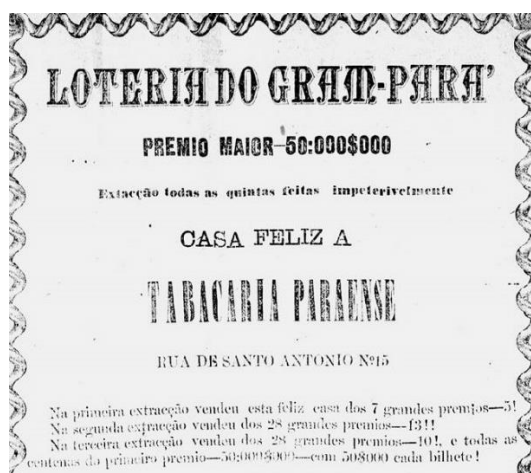 LOTERIA DO GRAM-PARA'
PREMIO MAIOR—50:000$000
Extacção todas as quintas feitas impeterivelmente
CASA FELIZ A
TABACARIA PARAENSE
RUA DE SANTO ANTONIO Nº15
Na primeira extracção vendeu esta feliz casa dos 7 grandes premios—5!
Na segunda extracção vendeu dos 28 grandes premios—13!!
Na terceira extracção vendeu dos 28 grandes premios—10!, e todas as
centenas do primeiro premio—50:000$000—com 50$000 cada bilhete!